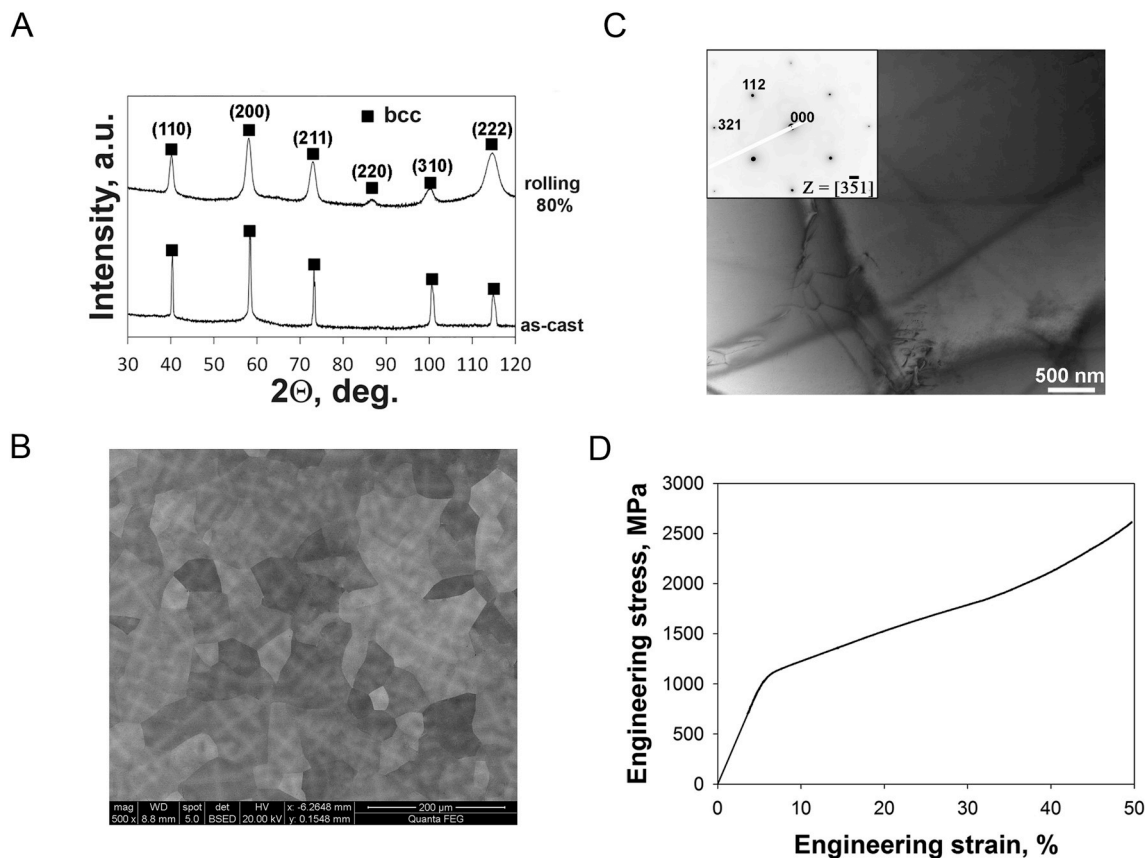 A
Intensity, a.u.
(110)
(200)
(211)
(220)
(310)
(222)
bcc
rolling
80%
as-cast
30 40 50 60 70 80 90 100 110 120
2Θ, deg.
B
mag WD spot det HV x: -6.2648 mm 200 µm
500 x 8.8 mm 5.0 BSED 20.00 kV y: 0.1548 mm Quanta FEG
C
112
321
000
Z = [35̅1]
500 nm
D
Engineering stress, MPa
3000
2500
2000
1500
1000
500
0
0 10 20 30 40 50
Engineering strain, %